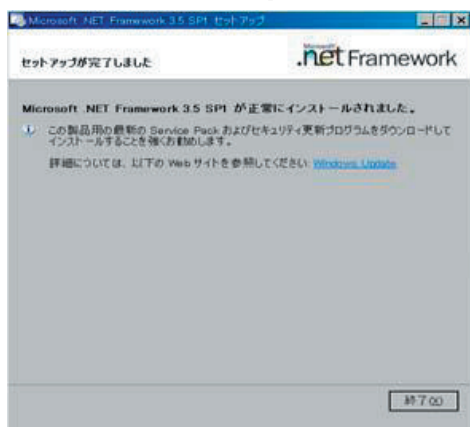 Microsoft .NET Framework 3.5 SP1 セットアップ
セットアップが完了しました
Microsoft
.net Framework
Microsoft .NET Framework 3.5 SP1 が正常にインストールされました。
この製品用の最新の Service Pack およびセキュリティ更新プログラムをダウンロードして
インストールすることを強くお勧めします。
詳細については、以下の Web サイトを参照してください: Windows Update
終了(X)